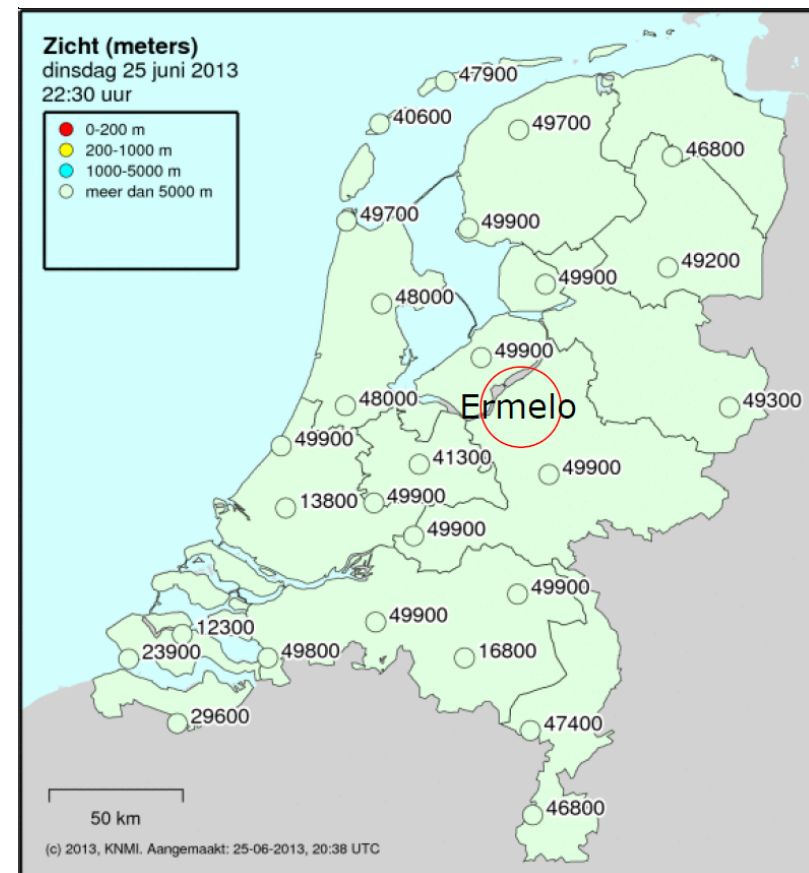 Zicht (meters)
dinsdag 25 juni 2013
22:30 uur
0-200 m
200-1000 m
1000-5000 m
meer dan 5000 m
47900
40600
49700
46800
49700
49900
49200
49900
48000
49900
Ermelo
48000
49300
49900
41300
49900
13800
49900
49900
49900
49900
12300
23900
49800
16800
29600
47400
46800
50 km
(c) 2013, KNMI. Aangemaakt: 25-06-2013, 20:38 UTC